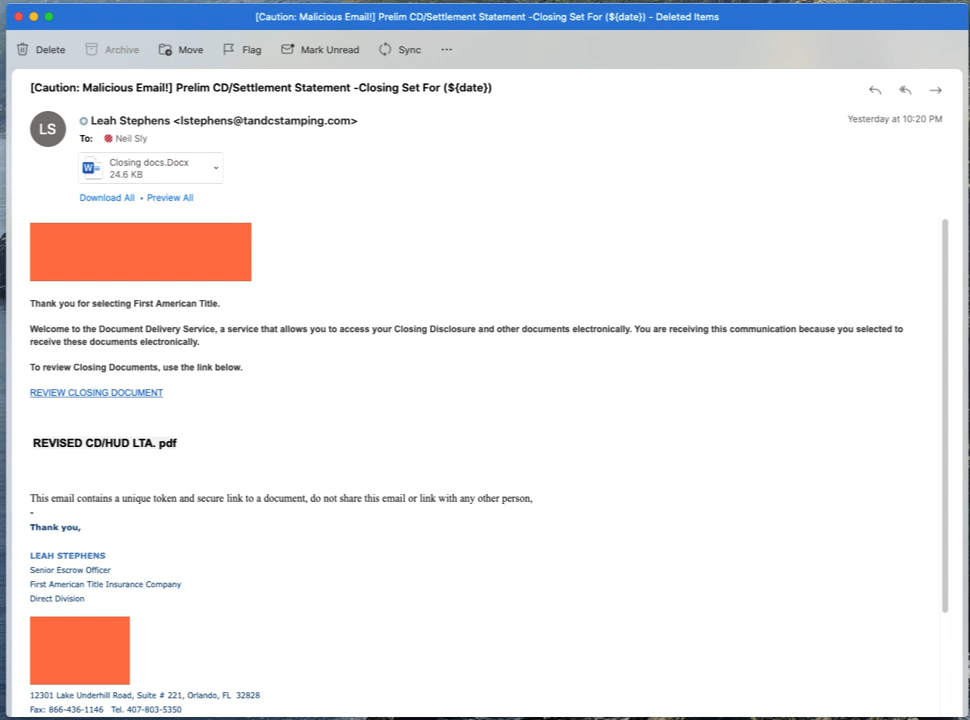 [Caution: Malicious Email!] Prelim CD/Settlement Statement -Closing Set For (${date}) - Deleted Items
Delete Archive Move Flag Mark Unread Sync ···
[Caution: Malicious Email!] Prelim CD/Settlement Statement -Closing Set For (${date})
LS
Leah Stephens <lstephens@tandcstamping.com>
Yesterday at 10:20 PM
To: Neil Sly
W
Closing docs.Docx
24.6 KB
Download All • Preview All
Thank you for selecting First American Title.
Welcome to the Document Delivery Service, a service that allows you to access your Closing Disclosure and other documents electronically. You are receiving this communication because you selected to
receive these documents electronically.
To review Closing Documents, use the link below.
REVIEW CLOSING DOCUMENT
REVISED CD/HUD LTA. pdf
This email contains a unique token and secure link to a document, do not share this email or link with any other person,
-
Thank you,
LEAH STEPHENS
Senior Escrow Officer
First American Title Insurance Company
Direct Division
12301 Lake Underhill Road, Suite # 221, Orlando, FL 32828
Fax: 866-436-1146 Tel. 407-803-5350